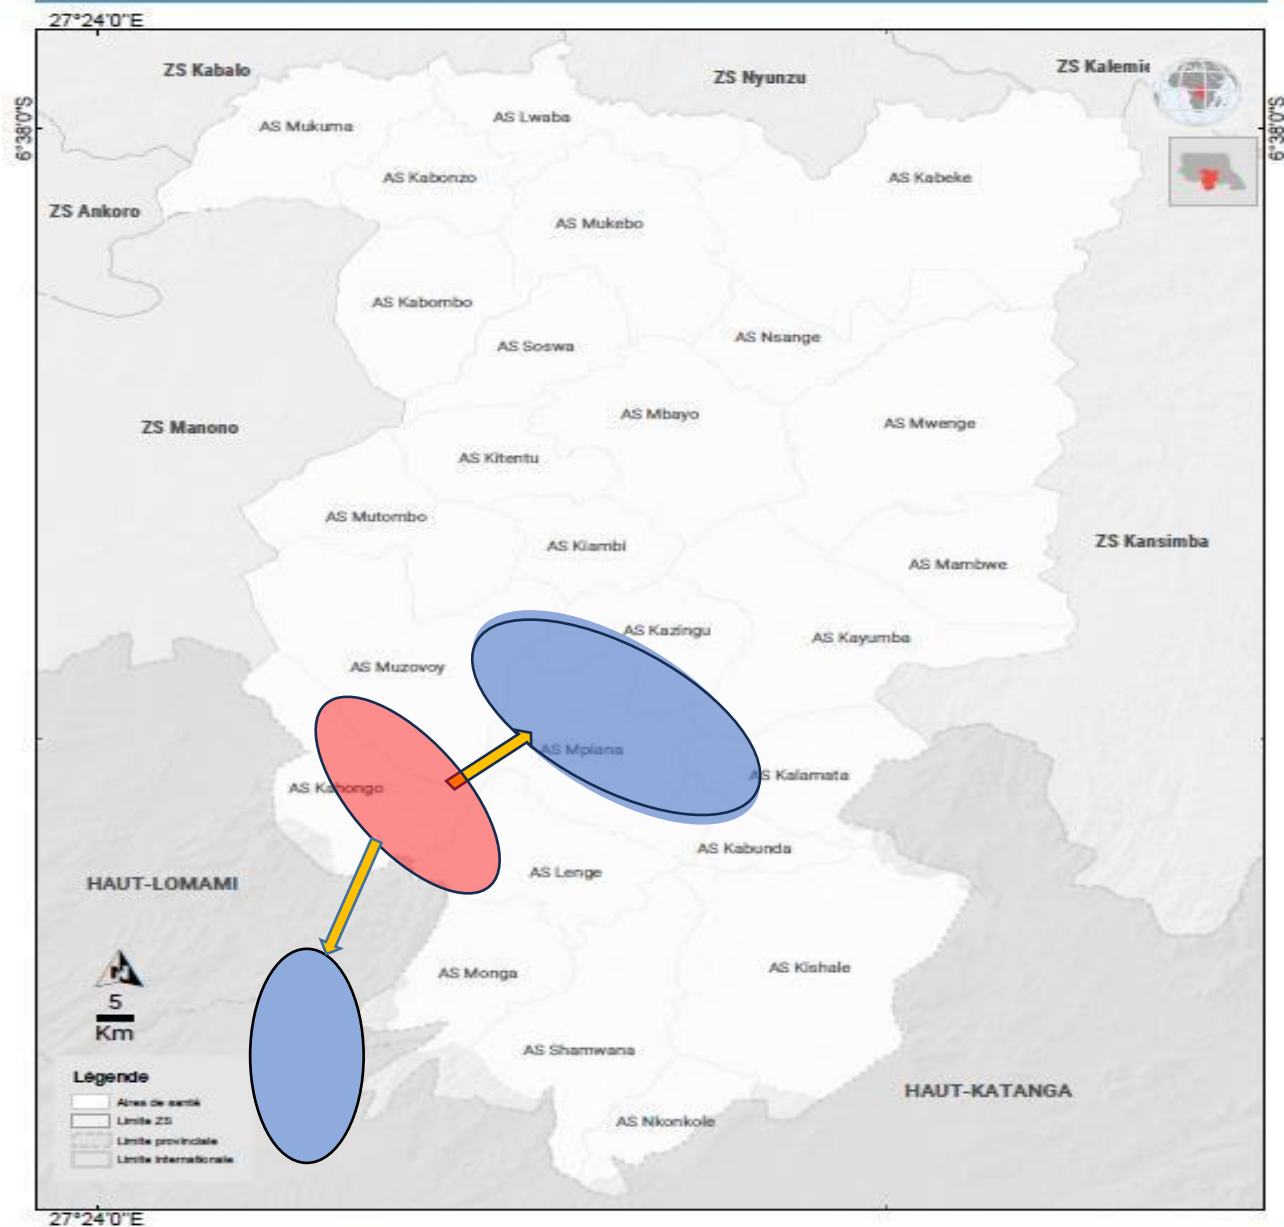 27°24'0"E
ZS Kabalo
ZS Nyunzu
ZS Kalemie
6°38'0"S
6°38'0"S
AS Mukuma
AS Lwaba
AS Kabonzo
AS Kabeke
ZS Ankoro
AS Mukebo
AS Kabombo
AS Nsange
AS Soswa
AS Mbayo
AS Mwenge
ZS Manono
AS Kitentu
AS Mutombo
AS Kiambi
ZS Kansimba
AS Mambwe
AS Kazingu
AS Kayumba
AS Muzovoy
AS Mpiana
AS Kalamata
AS Kahongo
AS Kabunda
AS Lenge
HAUT-LOMAMI
AS Kishale
AS Monga
N
5
Km
AS Shamwana
Légende
Aires de santé
Limite ZS
Limite provinciale
Limite internationale
HAUT-KATANGA
AS Nkonkole
27°24'0"E